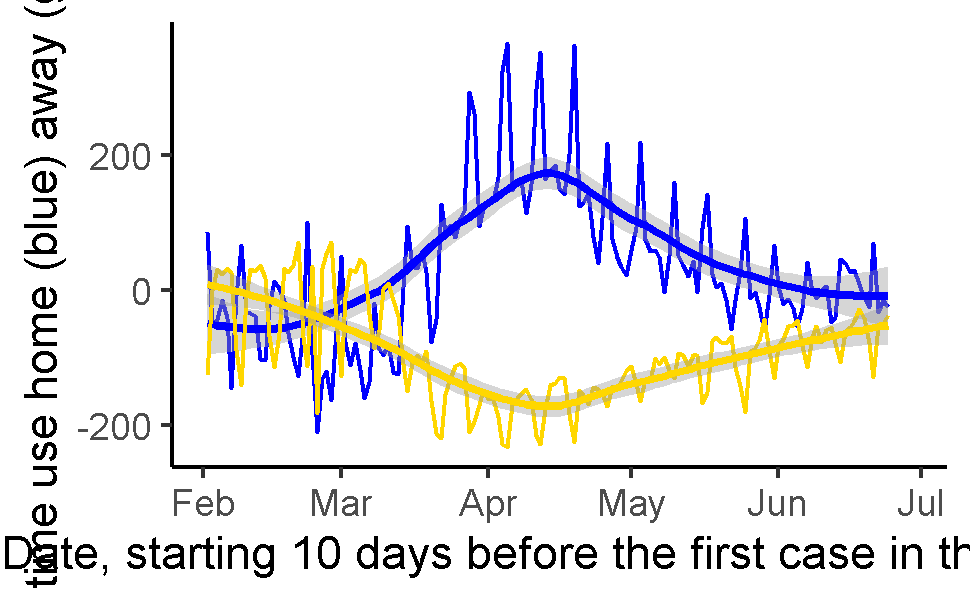 time use home (blue) away (
200
0
-200
Feb Mar Apr May Jun Jul
Date, starting 10 days before the first case in th